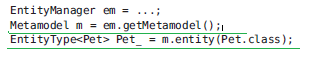 EntityManager em = ...;
Metamodel m = em.getMetamodel();
EntityType<Pet> Pet_ = m.entity(Pet.class);